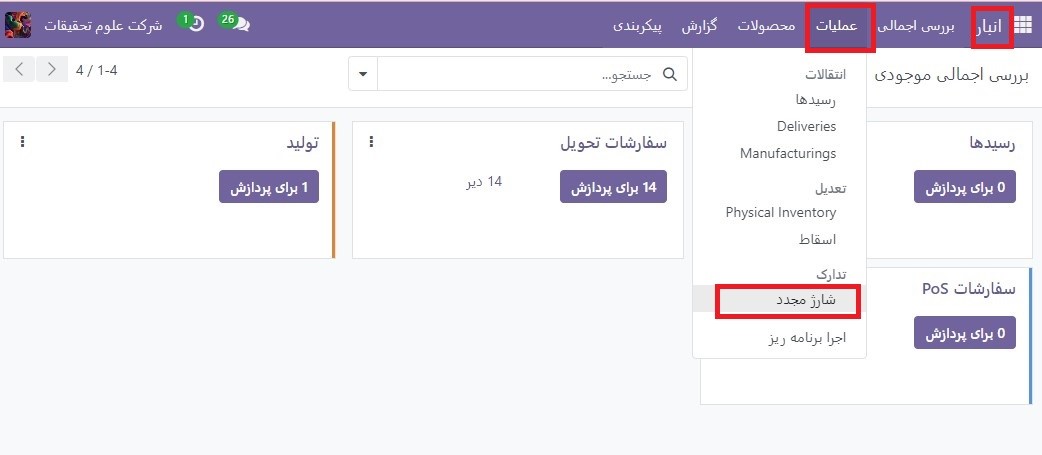 انبار بررسی اجمالی عملیات محصولات گزارش پیکربندی 26 1 شرکت علوم تحقیقات
بررسی اجمالی موجودی جستجو... 4 / 1-4
انتقالات
رسیدها
Deliveries
Manufacturings
تعدیل
Physical Inventory
اسقاط
تدارک
شارژ مجدد
اجرا برنامه ریز
رسیدها
0 برای پردازش
سفارشات تحویل
14 برای پردازش 14 دیر
تولید
1 برای پردازش
سفارشات PoS
0 برای پردازش